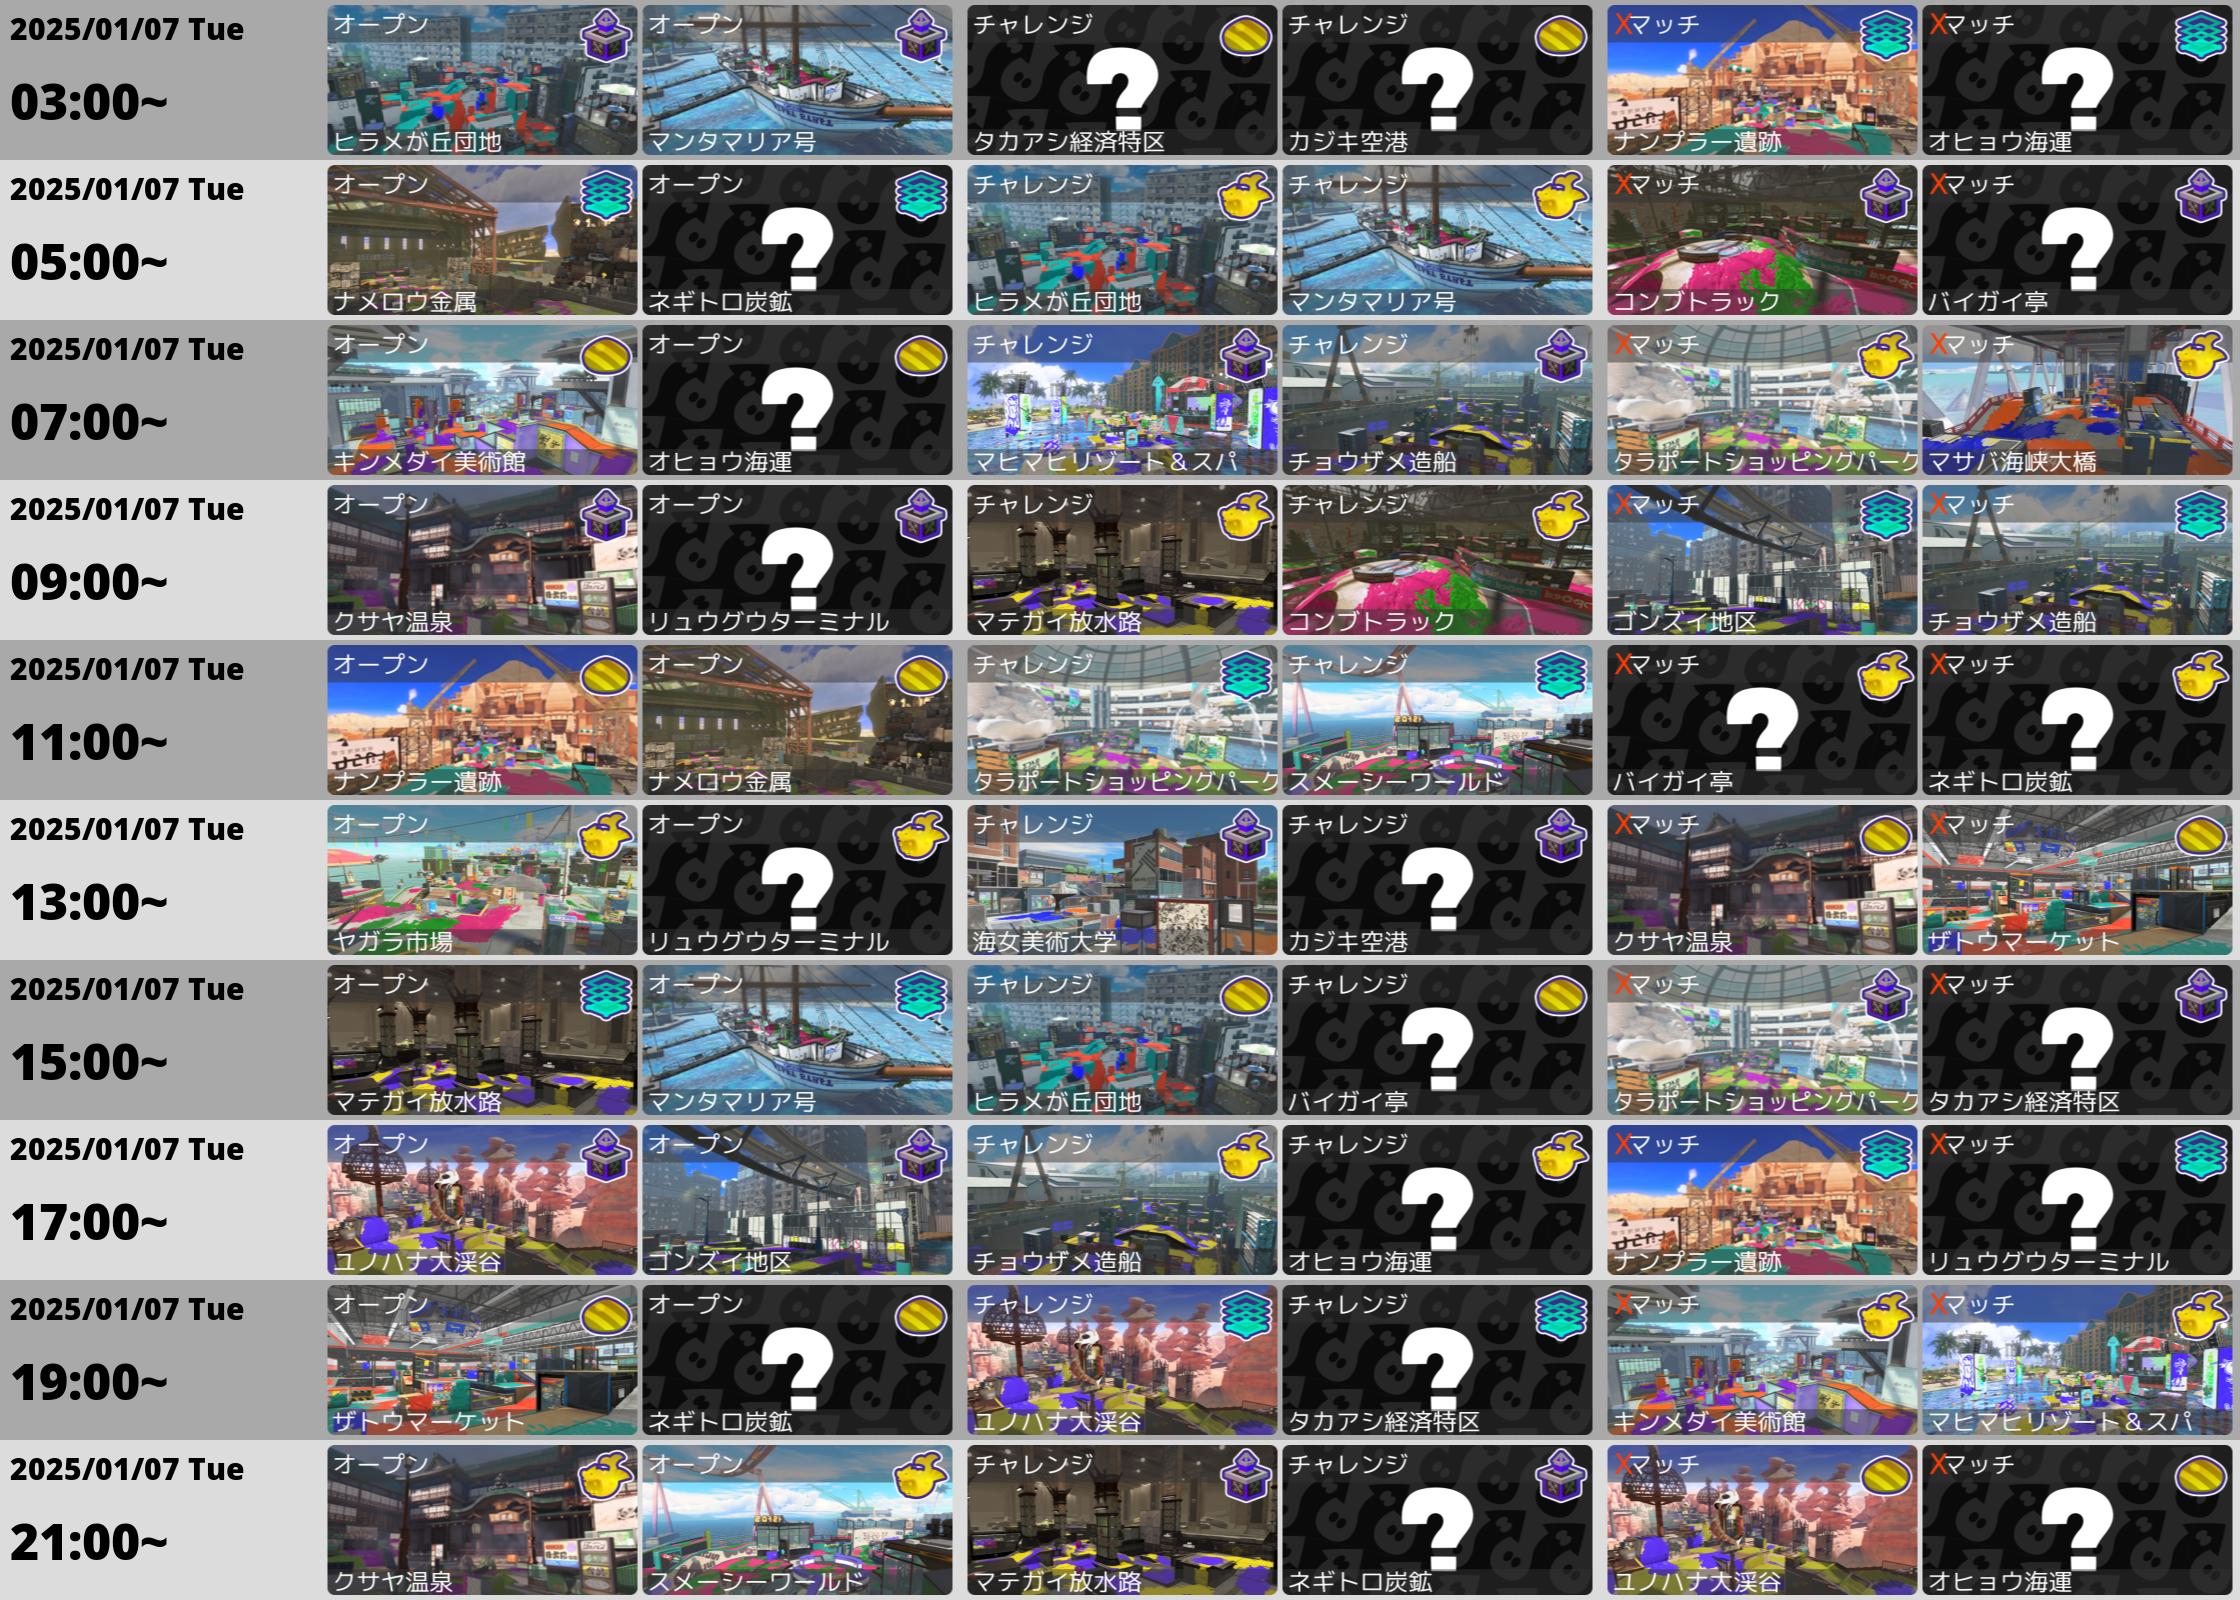 2025/01/07 Tue
03:00~
オープン
ヒラメが丘団地
オープン
マンタマリア号
チャレンジ
タカアシ経済特区
チャレンジ
カジキ空港
Xマッチ
ナンプラー遺跡
Xマッチ
オヒョウ海運
2025/01/07 Tue
05:00~
オープン
ナメロウ金属
オープン
ネギトロ炭鉱
チャレンジ
ヒラメが丘団地
チャレンジ
マンタマリア号
Xマッチ
コンブトラック
Xマッチ
バイガイ亭
2025/01/07 Tue
07:00~
オープン
キンメダイ美術館
オープン
オヒョウ海運
チャレンジ
マヒマヒリゾート&スパ
チャレンジ
チョウザメ造船
Xマッチ
タラポートショッピングパーク
Xマッチ
マサバ海峡大橋
2025/01/07 Tue
09:00~
オープン
クサヤ温泉
オープン
リュウグウターミナル
チャレンジ
マテガイ放水路
チャレンジ
コンブトラック
Xマッチ
ゴンズイ地区
Xマッチ
チョウザメ造船
2025/01/07 Tue
11:00~
オープン
ナンプラー遺跡
オープン
ナメロウ金属
チャレンジ
タラポートショッピングパーク
チャレンジ
スメーシーワールド
Xマッチ
バイガイ亭
Xマッチ
ネギトロ炭鉱
2025/01/07 Tue
13:00~
オープン
ヤガラ市場
オープン
リュウグウターミナル
チャレンジ
海女美術大学
チャレンジ
カジキ空港
Xマッチ
クサヤ温泉
Xマッチ
ザトウマーケット
2025/01/07 Tue
15:00~
オープン
マテガイ放水路
オープン
マンタマリア号
チャレンジ
ヒラメが丘団地
チャレンジ
バイガイ亭
Xマッチ
タラポートショッピングパーク
Xマッチ
タカアシ経済特区
2025/01/07 Tue
17:00~
オープン
ユノハナ大渓谷
オープン
ゴンズイ地区
チャレンジ
チョウザメ造船
チャレンジ
オヒョウ海運
Xマッチ
ナンプラー遺跡
Xマッチ
リュウグウターミナル
2025/01/07 Tue
19:00~
オープン
ザトウマーケット
オープン
ネギトロ炭鉱
チャレンジ
ユノハナ大渓谷
チャレンジ
タカアシ経済特区
Xマッチ
キンメダイ美術館
Xマッチ
マヒマヒリゾート&スパ
2025/01/07 Tue
21:00~
オープン
クサヤ温泉
オープン
スメーシーワールド
チャレンジ
マテガイ放水路
チャレンジ
ネギトロ炭鉱
Xマッチ
ユノハナ大渓谷
Xマッチ
オヒョウ海運